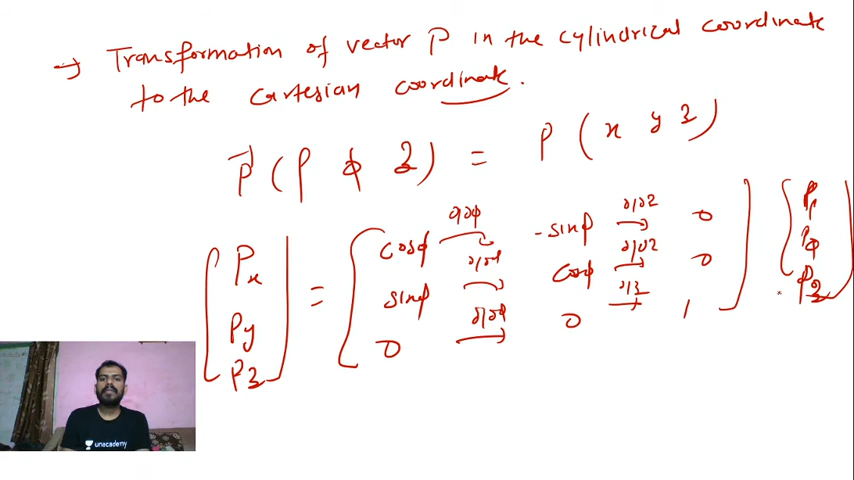 → Transformation of vector P in the cylindrical coordinate
to the cartesian coordinate.
P⃗ (ρ ϕ z) = P (x y z)
[Px Py Pz] = [cosϕ -sinϕ 0
sinϕ cosϕ 0
0 0 1] [Pρ Pϕ Pz]
unacademy